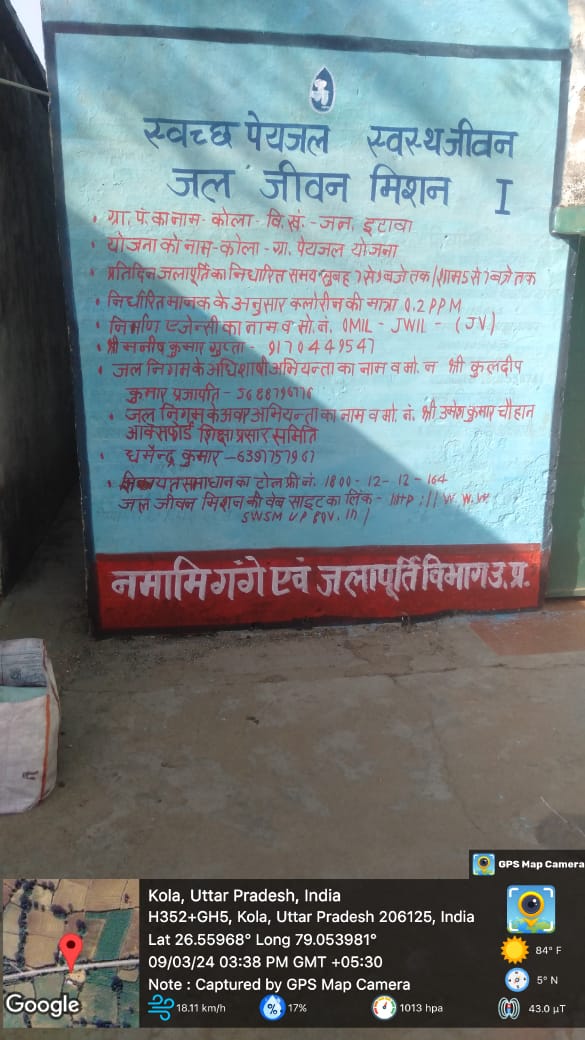 स्वच्छ पेयजल स्वस्थ जीवन
जल जीवन मिशन I
• ग्रा. पं. का नाम - कोला - वि. खं. - जन. इटावा
• योजना को नाम - कोला - ग्रा. पेयजल योजना
• प्रतिदिन जलापूर्ति का निर्धारित समय सुबह 7 से 9 बजे तक / शाम 5 से 7 बजे तक
• निर्धारित मानक के अनुसार क्लोरीन की मात्रा 0.2 PPM
• निर्माण एजेन्सी का नाम व मो. नं. OMIL - JWIL - (JV)
• श्री मनीष कुमार गुप्ता - 9170449547
• जल निगम के अधिशाषी अभियन्ता का नाम व मो. न श्री कुलदीप
कुमार प्रजापति -
• जल निगम के अवर अभियन्ता का नाम व मो. नं. श्री उमेश कुमार चौहान
आक्सफोर्ड शिक्षा प्रसार समिति
• धर्मेन्द्र कुमार - 6397757967
• समाधान का टोल फ्री नं. 1800-12-12-164
जल जीवन मिशन की वेब साइट का लिंक - http:// W.W.W
SWSM UP GOV. in /
नमामि गंगे एवं जलापूर्ति विभाग उ. प्र.
GPS Map Camera
Kola, Uttar Pradesh, India
H352+GH5, Kola, Uttar Pradesh 206125, India
Lat 26.55968° Long 79.053981°
09/03/24 03:38 PM GMT +05:30
Note : Captured by GPS Map Camera
Google
84° F
5° N
18.11 km/h
17%
1013 hpa
43.0 µT